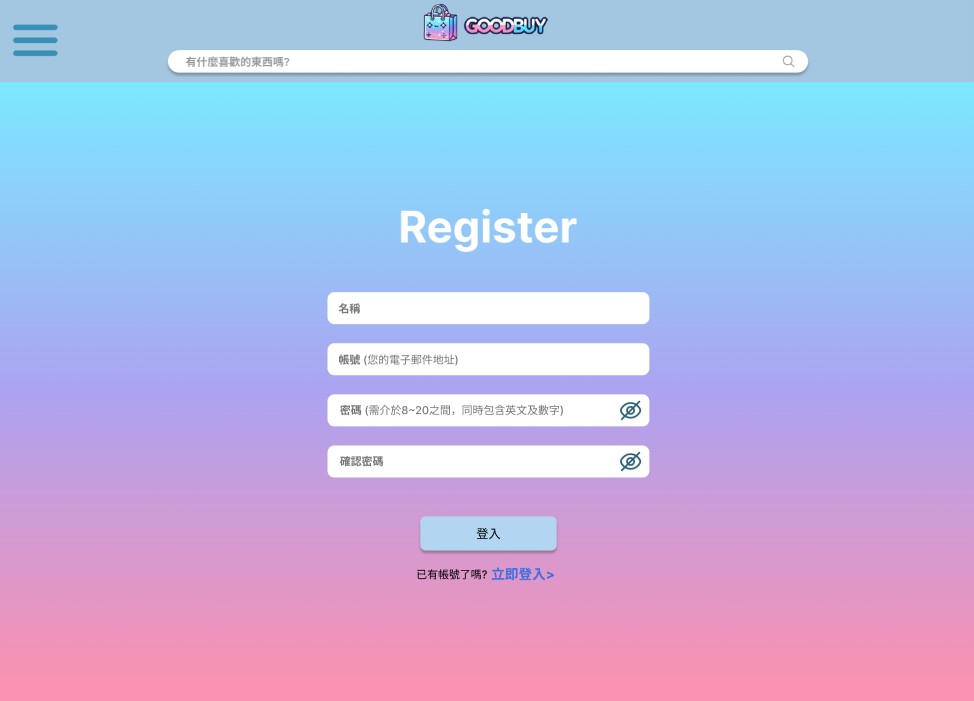 GOODBUY
有什麼喜歡的東西嗎?
Register
名稱
帳號 (您的電子郵件地址)
密碼 (需介於8~20之間，同時包含英文及數字)
確認密碼
登入
已有帳號了嗎? 立即登入>